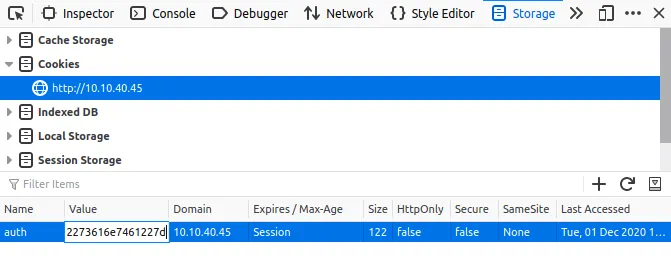 Inspector Console Debugger Network Style Editor Storage
Cache Storage
Cookies
http://10.10.40.45
Indexed DB
Local Storage
Session Storage
Filter Items
Name Value Domain Expires / Max-Age Size HttpOnly Secure SameSite Last Accessed
auth 2273616e7461227d 10.10.40.45 Session 122 false false None Tue, 01 Dec 2020 1...